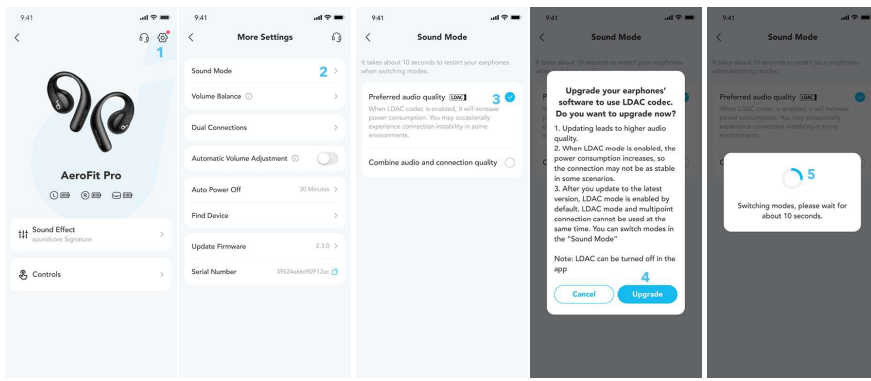 9:41
1
AeroFit Pro
L
R
Sound Effect
soundcore Signature
Controls
9:41
More Settings
Sound Mode 2
Volume Balance
Dual Connections
Automatic Volume Adjustment
Auto Power Off 30 Minutes
Find Device
Update Firmware 2.3.0
Serial Number
9:41
Sound Mode
It takes about 10 seconds to restart your earphones
when switching modes.
Preferred audio quality LDAC 3
When LDAC codec is enabled, it will increase
power consumption. You may occasionally
experience connection instability in some
environments.
Combine audio and connection quality
9:41
Sound Mode
It takes about 10 seconds to restart your earphones
Upgrade your earphones'
software to use LDAC codec.
Do you want to upgrade now?
1. Updating leads to higher audio
quality.
2. When LDAC mode is enabled, the
power consumption increases, so
the connection may not be as stable
in some scenarios.
3. After you update to the latest
version, LDAC mode is enabled by
default. LDAC mode and multipoint
connection cannot be used at the
same time. You can switch modes in
the "Sound Mode"
Note: LDAC can be turned off in the
app
4
Cancel Upgrade
9:41
Sound Mode
It takes about 10 seconds to restart your earphones
when switching modes.
Preferred audio quality LDAC
When LDAC codec is enabled, it will increase
power consumption. You may occasionally
experience connection instability in some
environments.
5
Switching modes, please wait for
about 10 seconds.